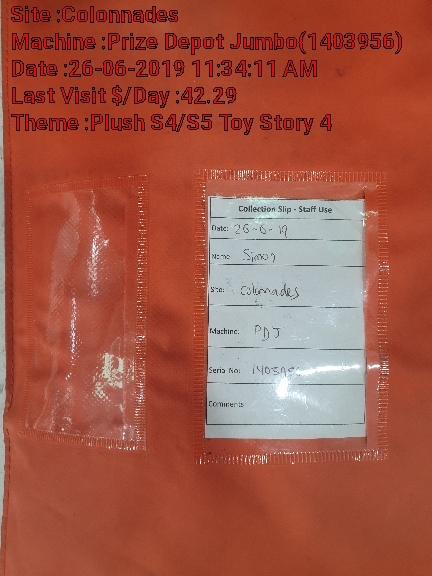 Site :Colonnades
Machine :Prize Depot Jumbo(1403956)
Date :26-06-2019 11:34:11 AM
Last Visit $/Day :42.29
Theme :Plush S4/S5 Toy Story 4
Collection Slip - Staff Use
Date: 26-6-19
Name Simon
Site: Colonnades
Machine: PDJ
Serial No:
Comments